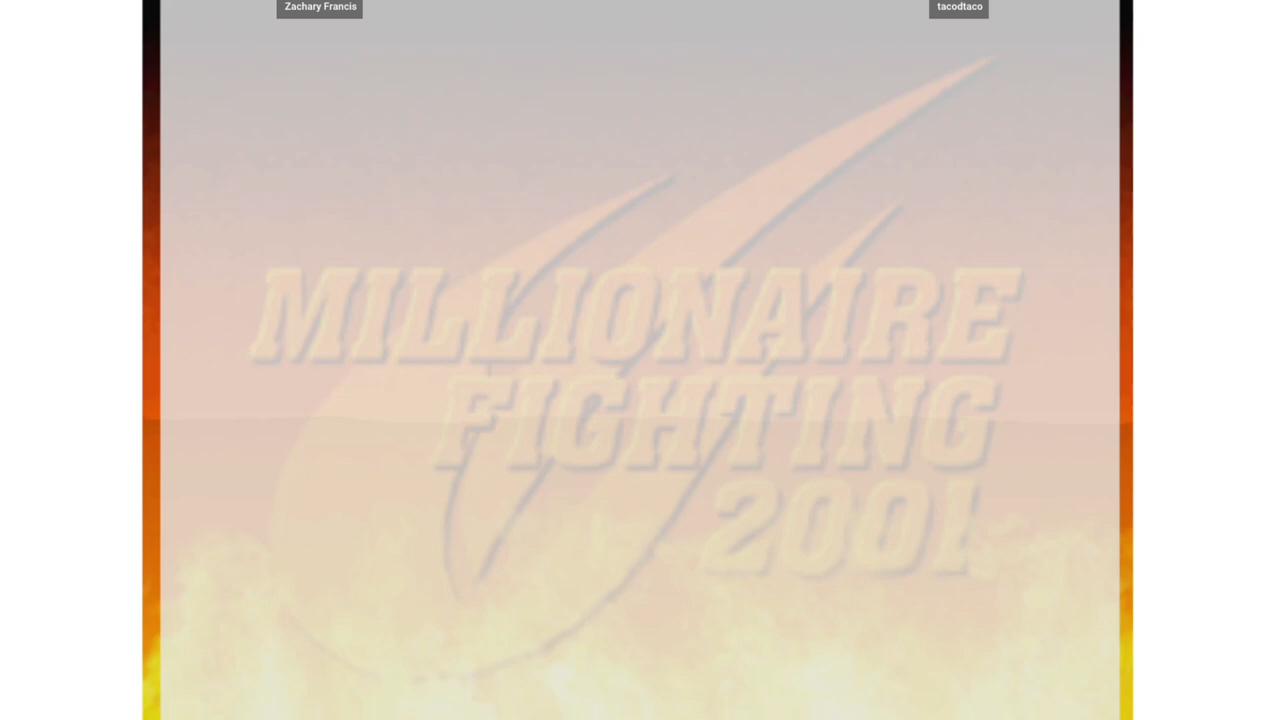 Zachary Francis
tacodtaco
MILLIONAIRE
FIGHTING
2001